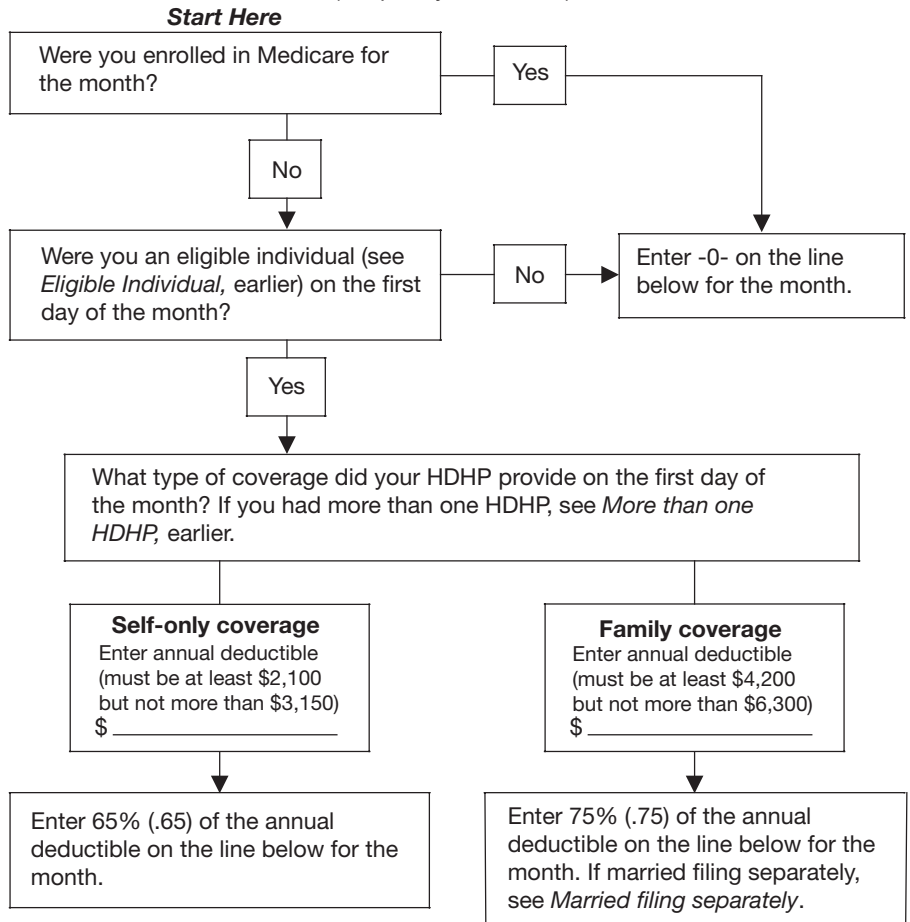 Start Here
Were you enrolled in Medicare for
the month?
Yes
No
Were you an eligible individual (see
Eligible Individual, earlier) on the first
day of the month?
No
Enter -0- on the line
below for the month.
Yes
What type of coverage did your HDHP provide on the first day of
the month? If you had more than one HDHP, see More than one
HDHP, earlier.
Self-only coverage
Enter annual deductible
(must be at least $2,100
but not more than $3,150)
$
Family coverage
Enter annual deductible
(must be at least $4,200
but not more than $6,300)
$
Enter 65% (.65) of the annual
deductible on the line below for the
month.
Enter 75% (.75) of the annual
deductible on the line below for the
month. If married filing separately,
see Married filing separately.